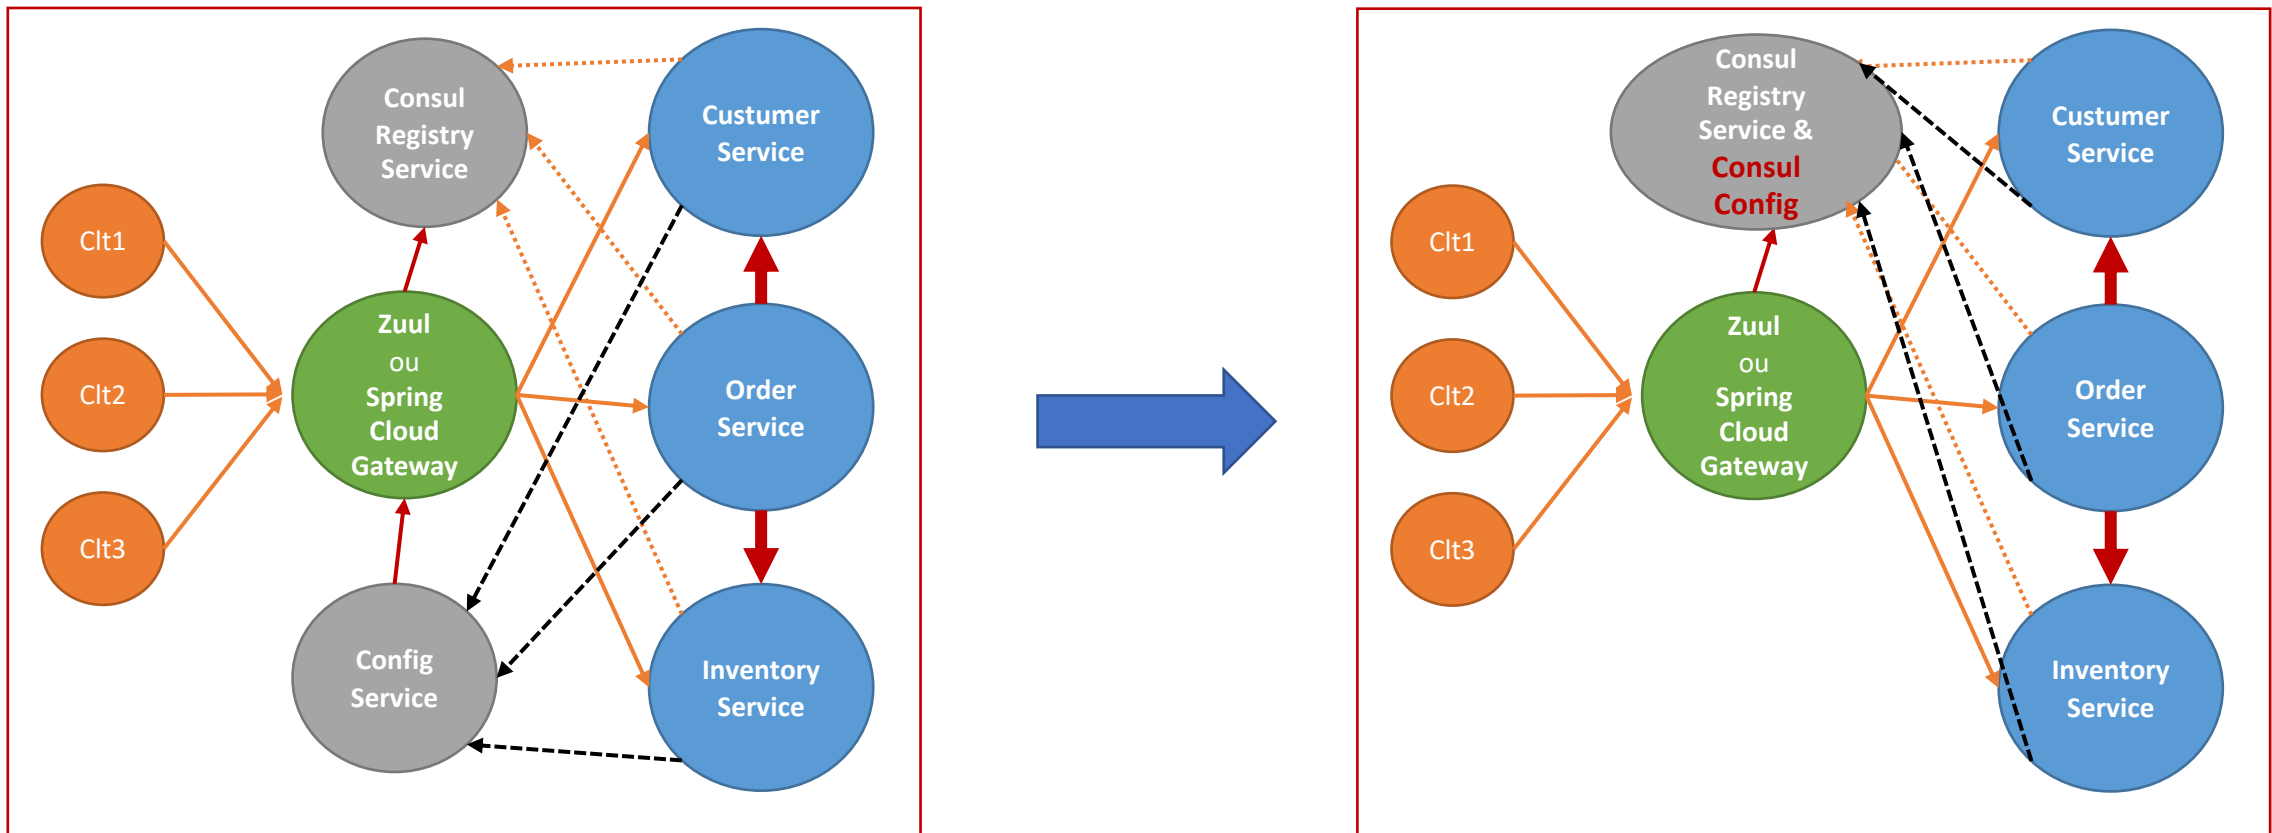 Consul
Registry
Service
Custumer
Service
Clt1
Clt2
Clt3
Zuul
ou
Spring
Cloud
Gateway
Order
Service
Config
Service
Inventory
Service
Consul
Registry
Service &
Consul
Config
Custumer
Service
Clt1
Clt2
Clt3
Zuul
ou
Spring
Cloud
Gateway
Order
Service
Inventory
Service